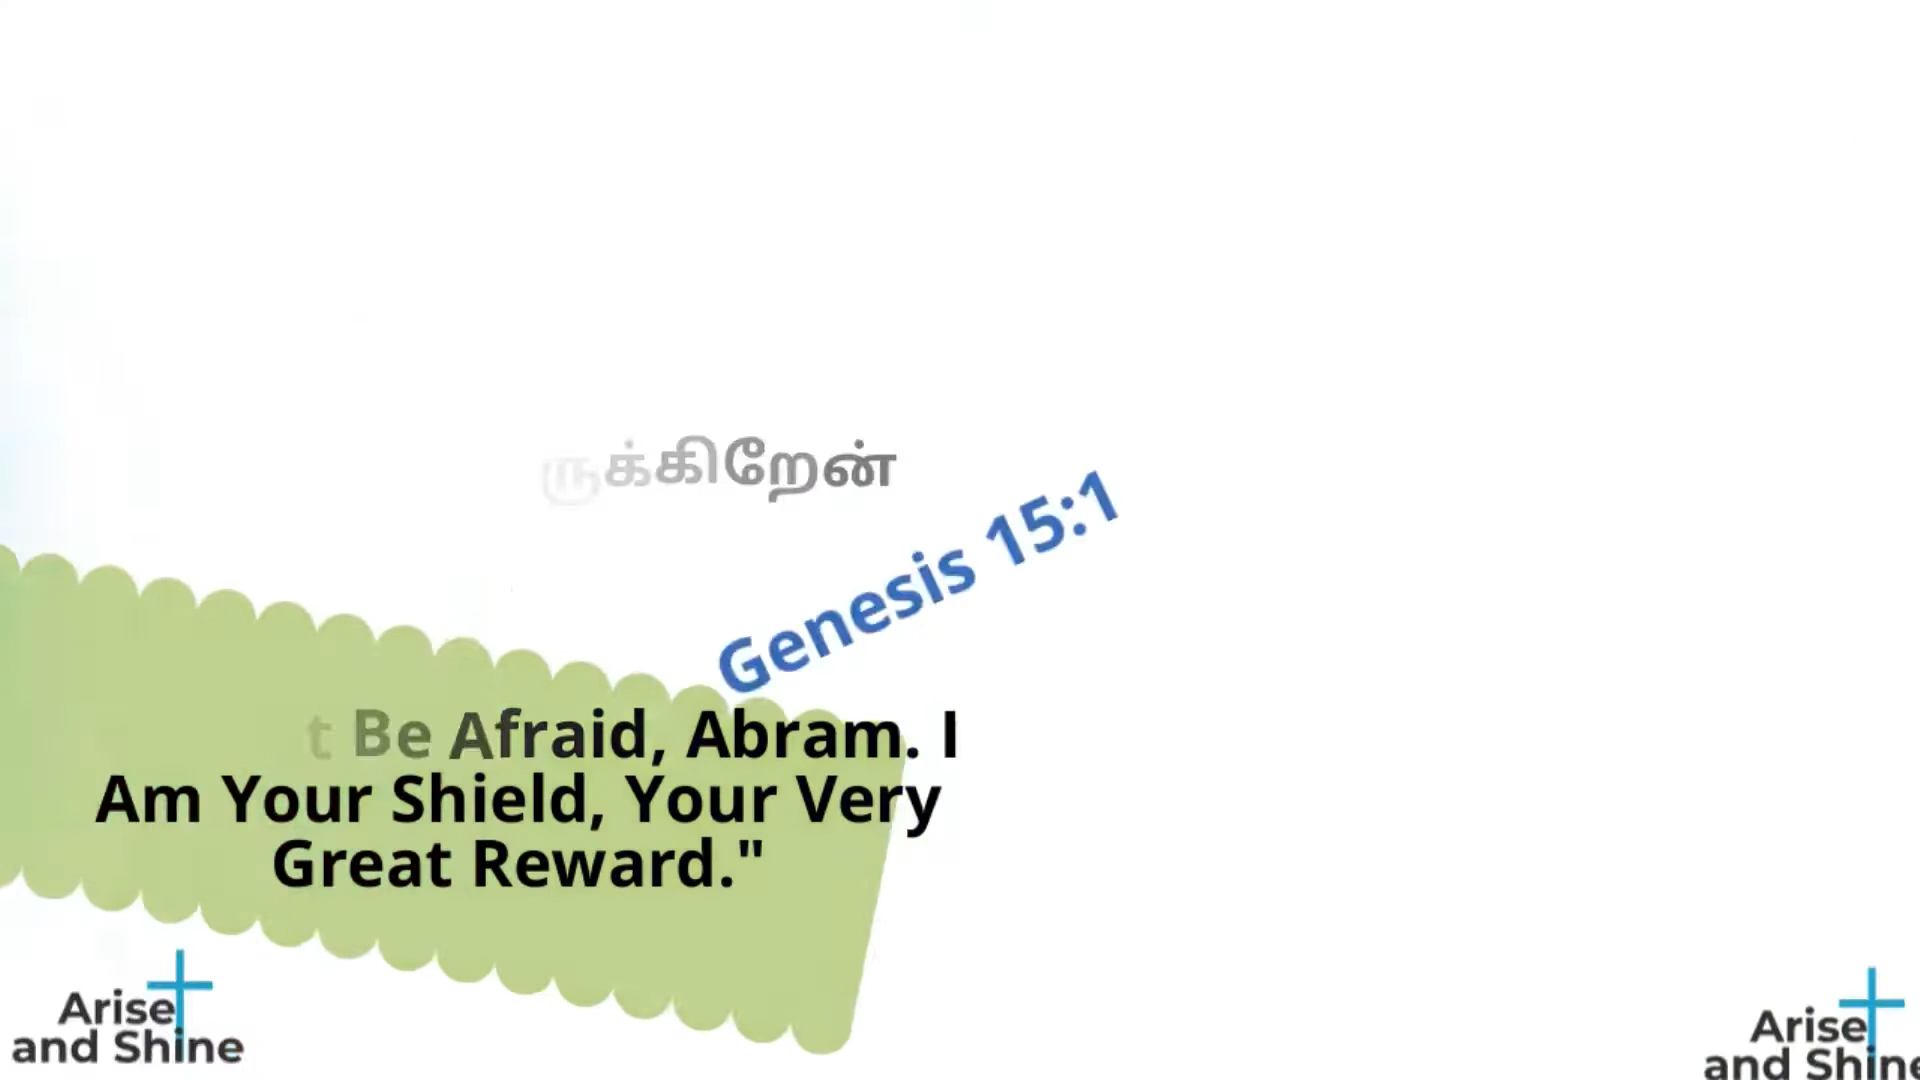 ருக்கிறேன்
Genesis 15:1
t Be Afraid, Abram. I
Am Your Shield, Your Very
Great Reward."
Arise
and Shine
Arise
and Shine